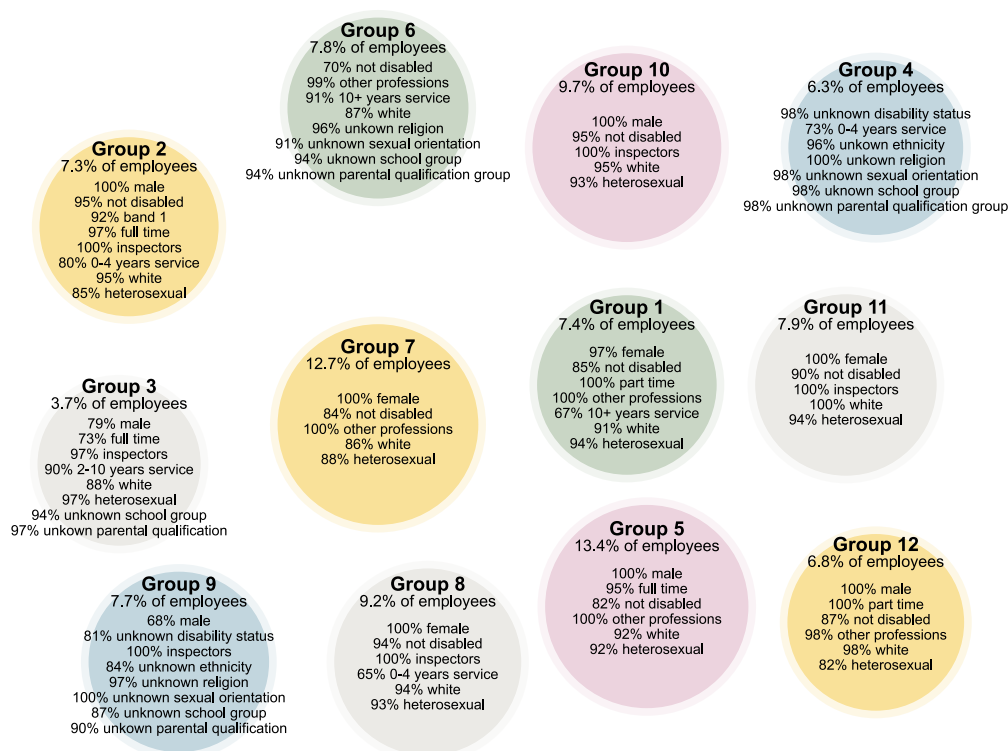 Group 6
7.8% of employees
70% not disabled
99% other professions
91% 10+ years service
87% white
96% unkown religion
91% unknown sexual orientation
94% uknown school group
94% unknown parental qualification group
Group 10
9.7% of employees
100% male
95% not disabled
100% inspectors
95% white
93% heterosexual
Group 4
6.3% of employees
98% unknown disability status
73% 0-4 years service
96% unkown ethnicity
100% unkown religion
98% unknown sexual orientation
98% uknown school group
98% unknown parental qualification group
Group 2
7.3% of employees
100% male
95% not disabled
92% band 1
97% full time
100% inspectors
80% 0-4 years service
95% white
85% heterosexual
Group 7
12.7% of employees
100% female
84% not disabled
100% other professions
86% white
88% heterosexual
Group 1
7.4% of employees
97% female
85% not disabled
100% part time
100% other professions
67% 10+ years service
91% white
94% heterosexual
Group 11
7.9% of employees
100% female
90% not disabled
100% inspectors
100% white
94% heterosexual
Group 3
3.7% of employees
79% male
73% full time
97% inspectors
90% 2-10 years service
88% white
97% heterosexual
94% unknown school group
97% unkown parental qualification
Group 9
7.7% of employees
68% male
81% unknown disability status
100% inspectors
84% unknown ethnicity
97% unknown religion
100% unknown sexual orientation
87% unknown school group
90% unkown parental qualification
Group 8
9.2% of employees
100% female
94% not disabled
100% inspectors
65% 0-4 years service
94% white
93% heterosexual
Group 5
13.4% of employees
100% male
95% full time
82% not disabled
100% other professions
92% white
92% heterosexual
Group 12
6.8% of employees
100% male
100% part time
87% not disabled
98% other professions
98% white
82% heterosexual